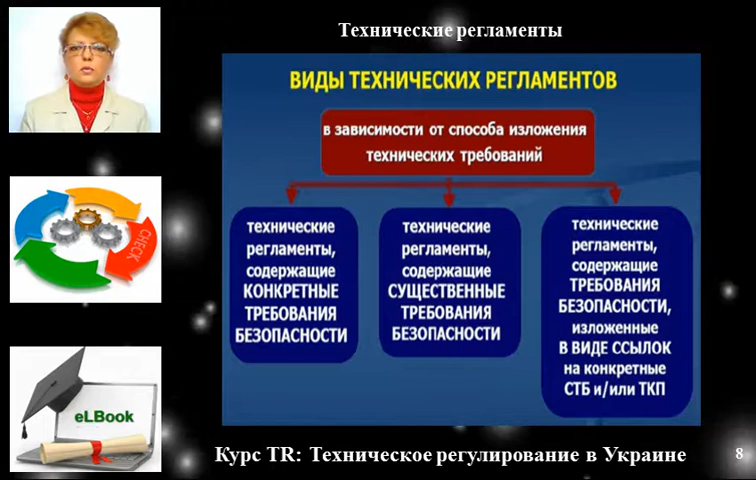 Технические регламенты
ВИДЫ ТЕХНИЧЕСКИХ РЕГЛАМЕНТОВ
в зависимости от способа изложения
технических требований
технические
регламенты,
содержащие
КОНКРЕТНЫЕ
ТРЕБОВАНИЯ
БЕЗОПАСНОСТИ
технические
регламенты,
содержащие
СУЩЕСТВЕННЫЕ
ТРЕБОВАНИЯ
БЕЗОПАСНОСТИ
технические
регламенты,
содержащие
ТРЕБОВАНИЯ
БЕЗОПАСНОСТИ,
изложенные
В ВИДЕ ССЫЛОК
на конкретные
СТБ и/или ТКП
CHECK
eLBook
Курс TR: Техническое регулирование в Украине
8